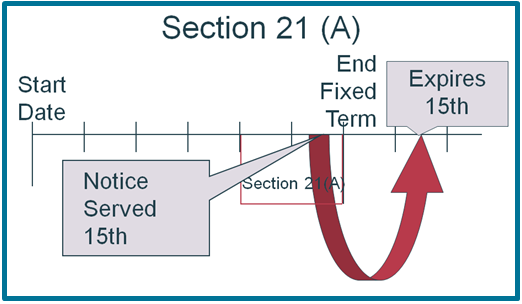 Section 21 (A)
Start
Date
End
Fixed
Term
Expires
15th
Notice
Served
15th
Section 21(A)